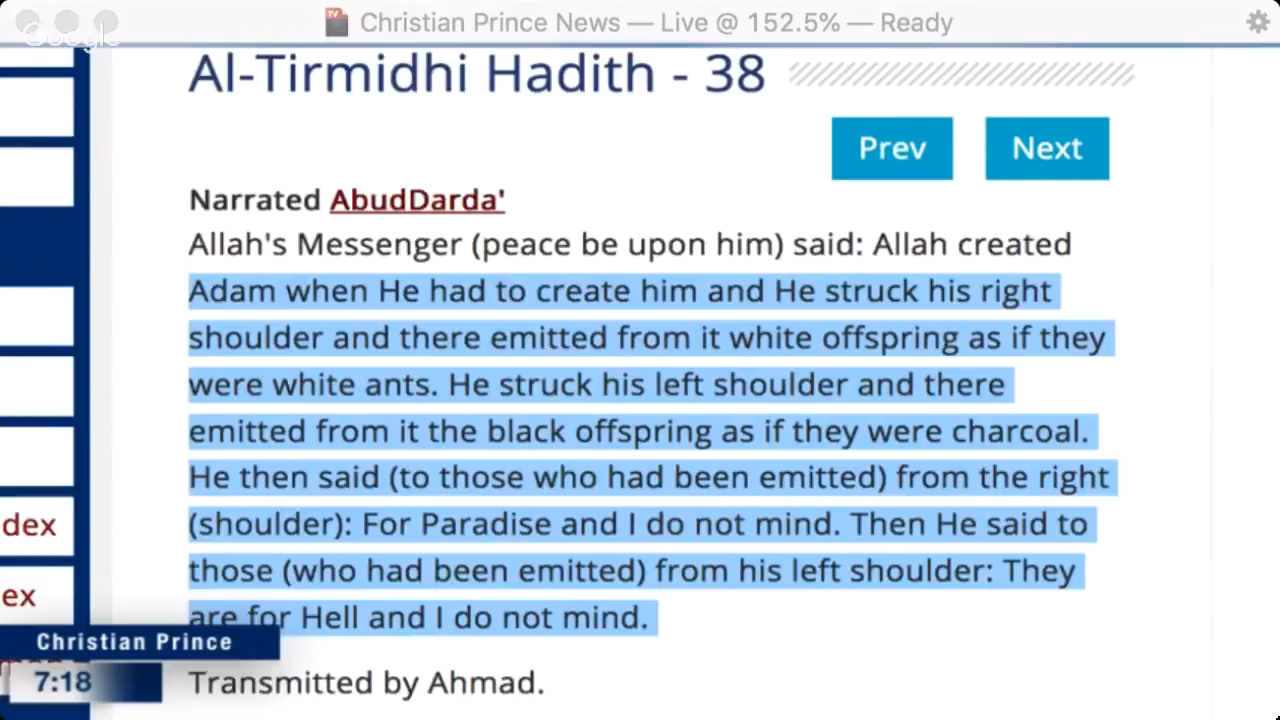 Google
Christian Prince News — Live @ 152.5% — Ready
Al-Tirmidhi Hadith - 38
Prev
Next
Narrated AbudDarda'
Allah's Messenger (peace be upon him) said: Allah created
Adam when He had to create him and He struck his right
shoulder and there emitted from it white offspring as if they
were white ants. He struck his left shoulder and there
emitted from it the black offspring as if they were charcoal.
He then said (to those who had been emitted) from the right
(shoulder): For Paradise and I do not mind. Then He said to
those (who had been emitted) from his left shoulder: They
are for Hell and I do not mind.
Transmitted by Ahmad.
dex
ex
Christian Prince
7:18